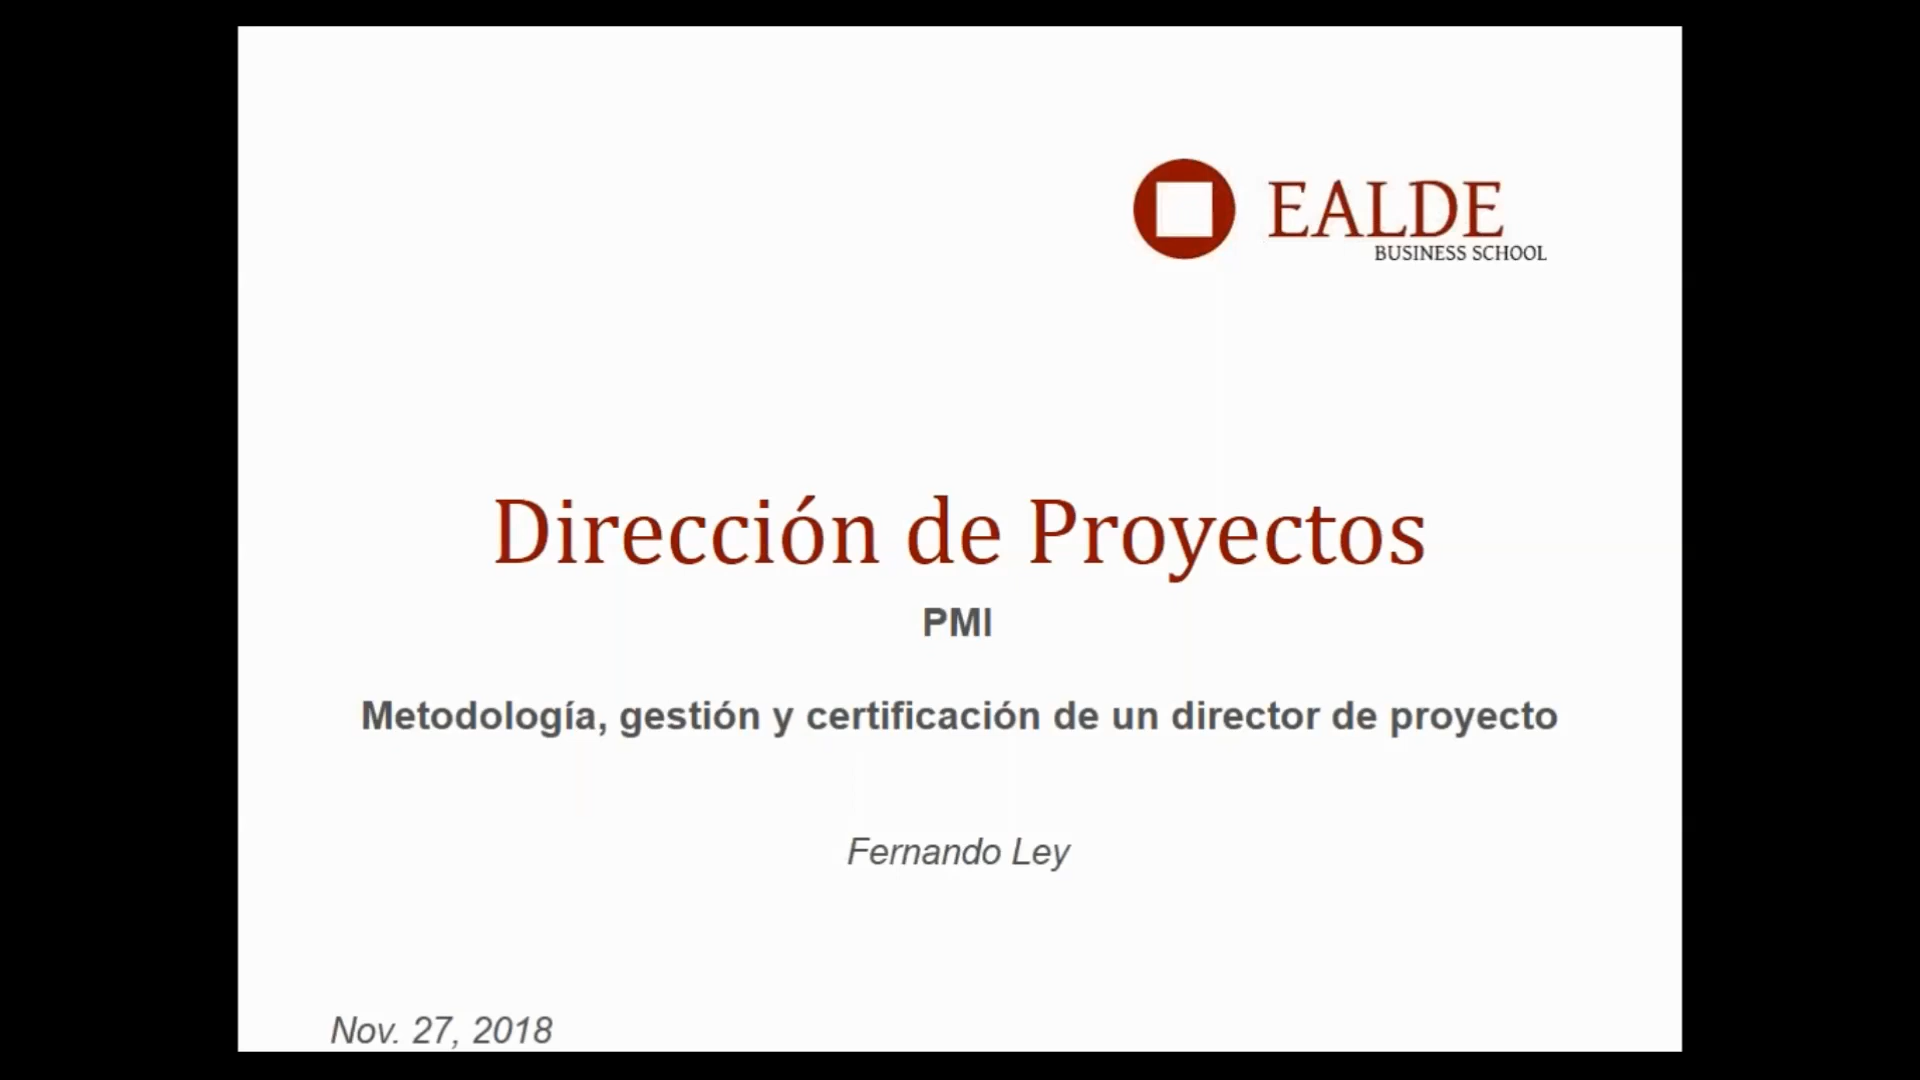 EALDE
BUSINESS SCHOOL
Dirección de Proyectos
PMI
Metodología, gestión y certificación de un director de proyecto
Fernando Ley
Nov. 27, 2018